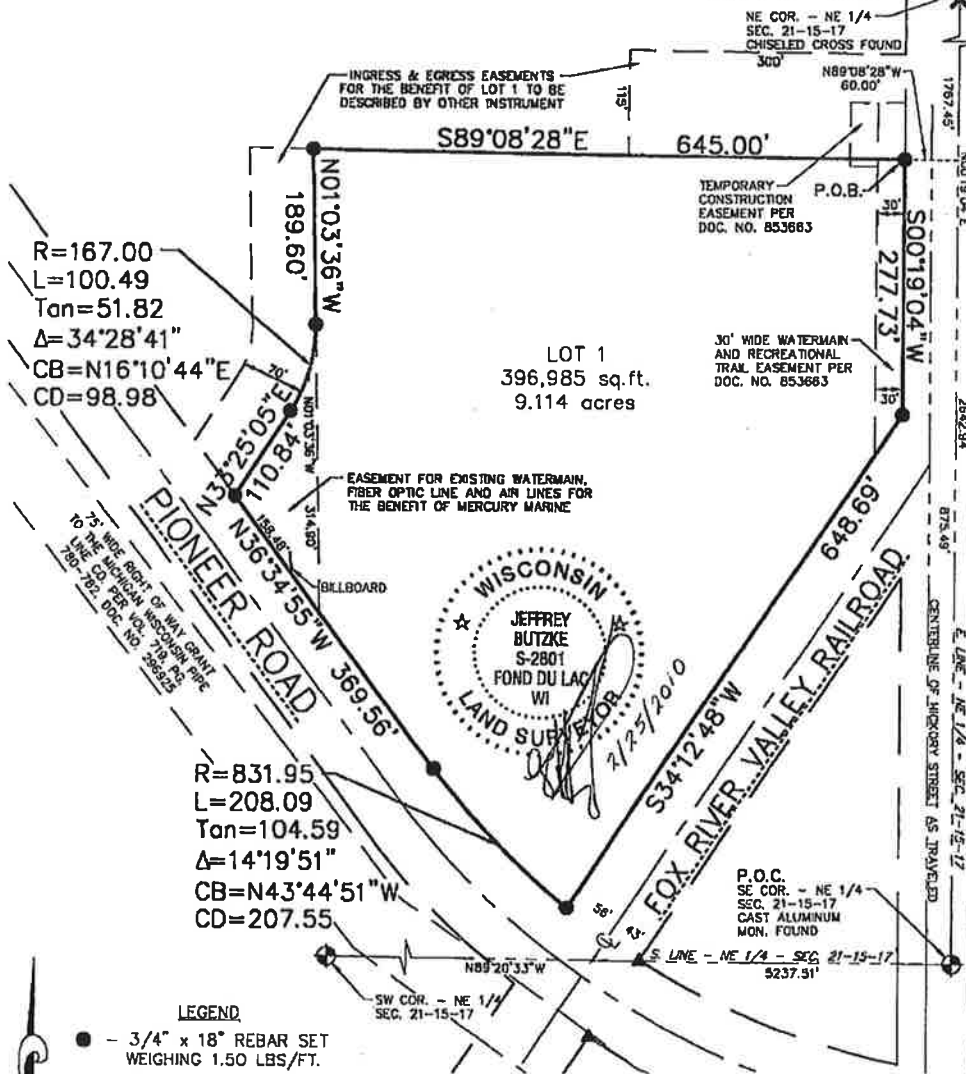 NE COR. - NE 1/4
SEC. 21-15-17
CHISELED CROSS FOUND
300'
N89°08'28"W
60.00'
1767.45'
INGRESS & EGRESS EASEMENTS
FOR THE BENEFIT OF LOT 1 TO BE
DESCRIBED BY OTHER INSTRUMENT
115'
S89°08'28"E 645.00'
TEMPORARY
CONSTRUCTION
EASEMENT PER
DOC. NO. 853663
P.O.B.
30'
N01°03'36"W
189.60'
S00°19'04"W
277.73'
R=167.00
L=100.49
Tan=51.82
Δ=34°28'41"
CB=N16°10'44"E
CD=98.98
LOT 1
396,985 sq.ft.
9.114 acres
30' WIDE WATERMAIN
AND RECREATIONAL
TRAIL EASEMENT PER
DOC. NO. 853663
30'
70'
N33°25'05"E
110.84'
N01°03'36"W
314.90'
2642.94
EASEMENT FOR EXISTING WATERMAIN,
FIBER OPTIC LINE AND AIR LINES FOR
THE BENEFIT OF MERCURY MARINE
158.48'
BILLBOARD
PIONEER ROAD
75' WIDE RIGHT OF WAY GRANT
TO THE MICHIGAN WISCONSIN PIPE
LINE CO. PER VOL. 719, PG.
780-782, DOC. NO. 296925
N36°34'55"W 369.56'
648.69'
S34°12'48"W
875.49'
WISCONSIN
JEFFREY
BUTZKE
S-2801
FOND DU LAC
WI
LAND SURVEYOR
2/25/2010
FOX RIVER VALLEY RAILROAD
CENTERLINE OF HICKORY STREET AS TRAVELED
E. LINE - NE 1/4 - SEC. 21-15-17
R=831.95
L=208.09
Tan=104.59
Δ=14°19'51"
CB=N43°44'51"W
CD=207.55
P.O.C.
SE COR. - NE 1/4
SEC. 21-15-17
CAST ALUMINUM
MON. FOUND
S LINE - NE 1/4 - SEC 21-15-17
N89°20'33"W
5237.51'
SW COR. - NE 1/4
SEC. 21-15-17
LEGEND
- 3/4" x 18" REBAR SET
WEIGHING 1.50 LBS/FT.